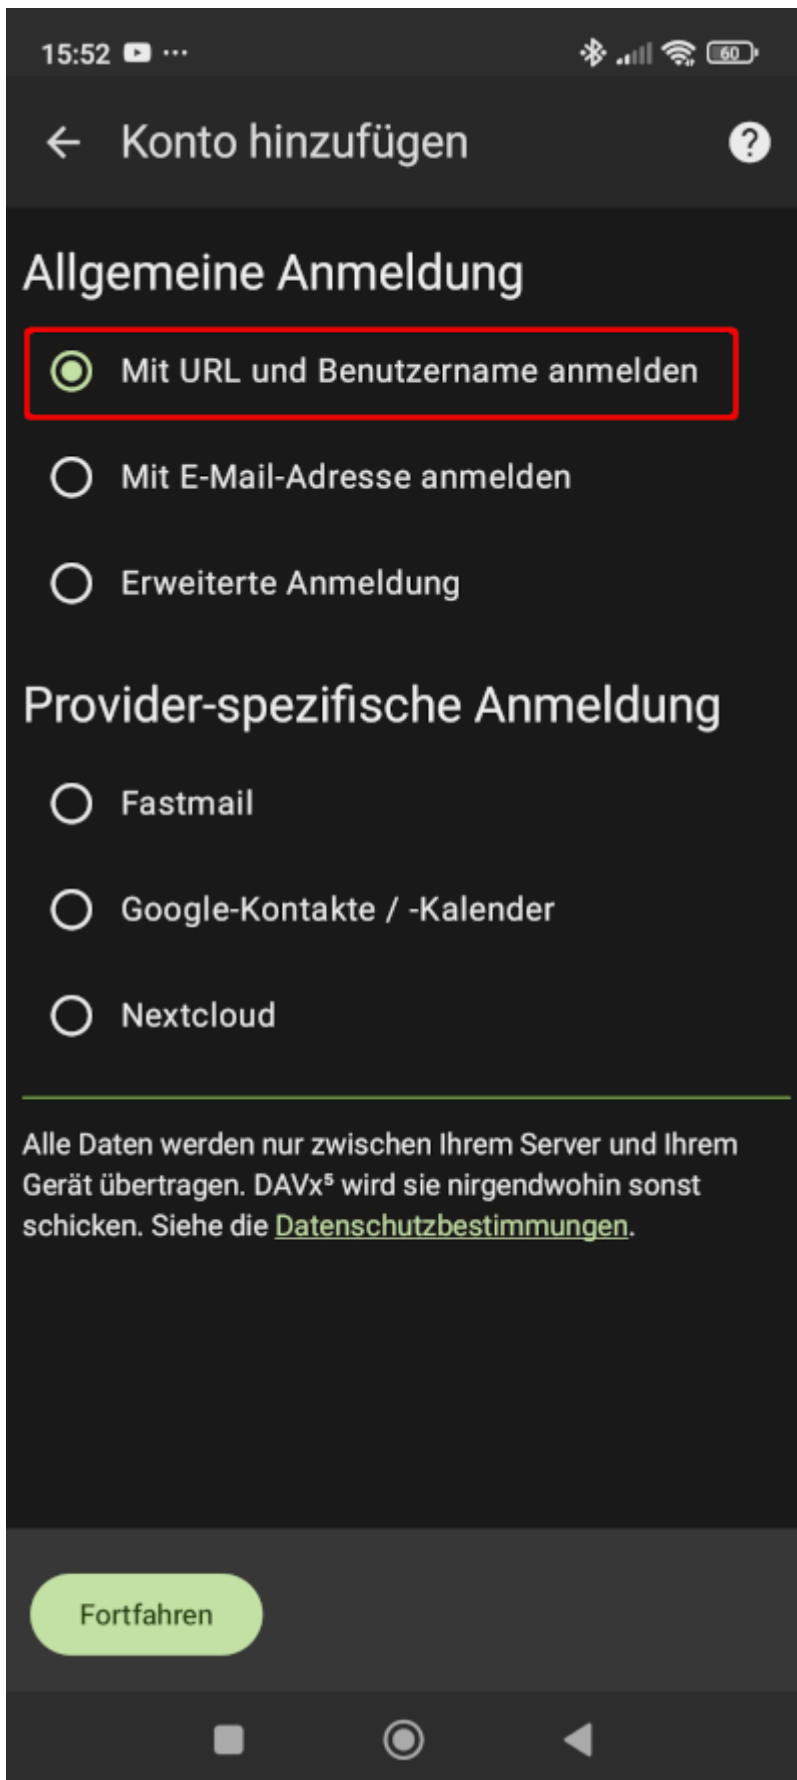 15:52
60
Konto hinzufügen
?
Allgemeine Anmeldung
Mit URL und Benutzername anmelden
Mit E-Mail-Adresse anmelden
Erweiterte Anmeldung
Provider-spezifische Anmeldung
Fastmail
Google-Kontakte / -Kalender
Nextcloud
Alle Daten werden nur zwischen Ihrem Server und Ihrem
Gerät übertragen. DAVx⁵ wird sie nirgendwohin sonst
schicken. Siehe die Datenschutzbestimmungen.
Fortfahren